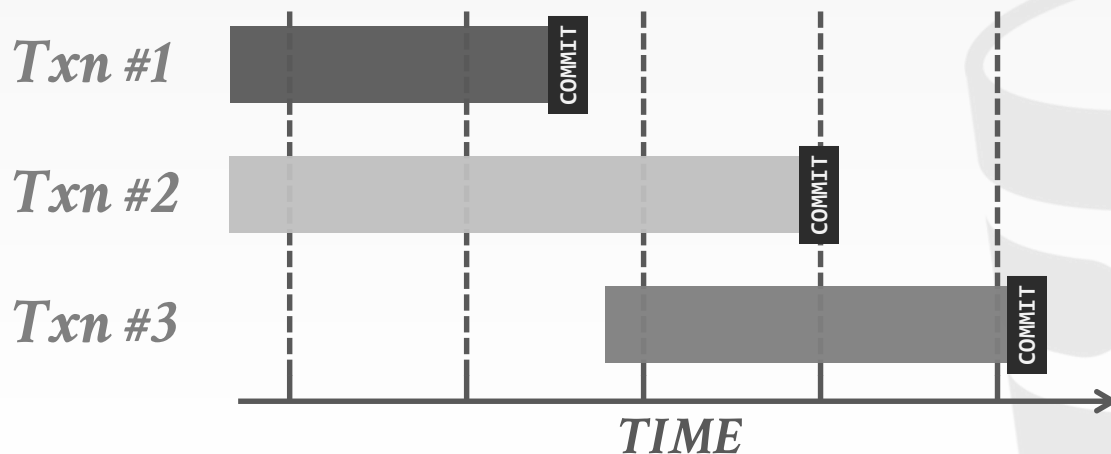 Txn #1
COMMIT
Txn #2
COMMIT
Txn #3
COMMIT
TIME